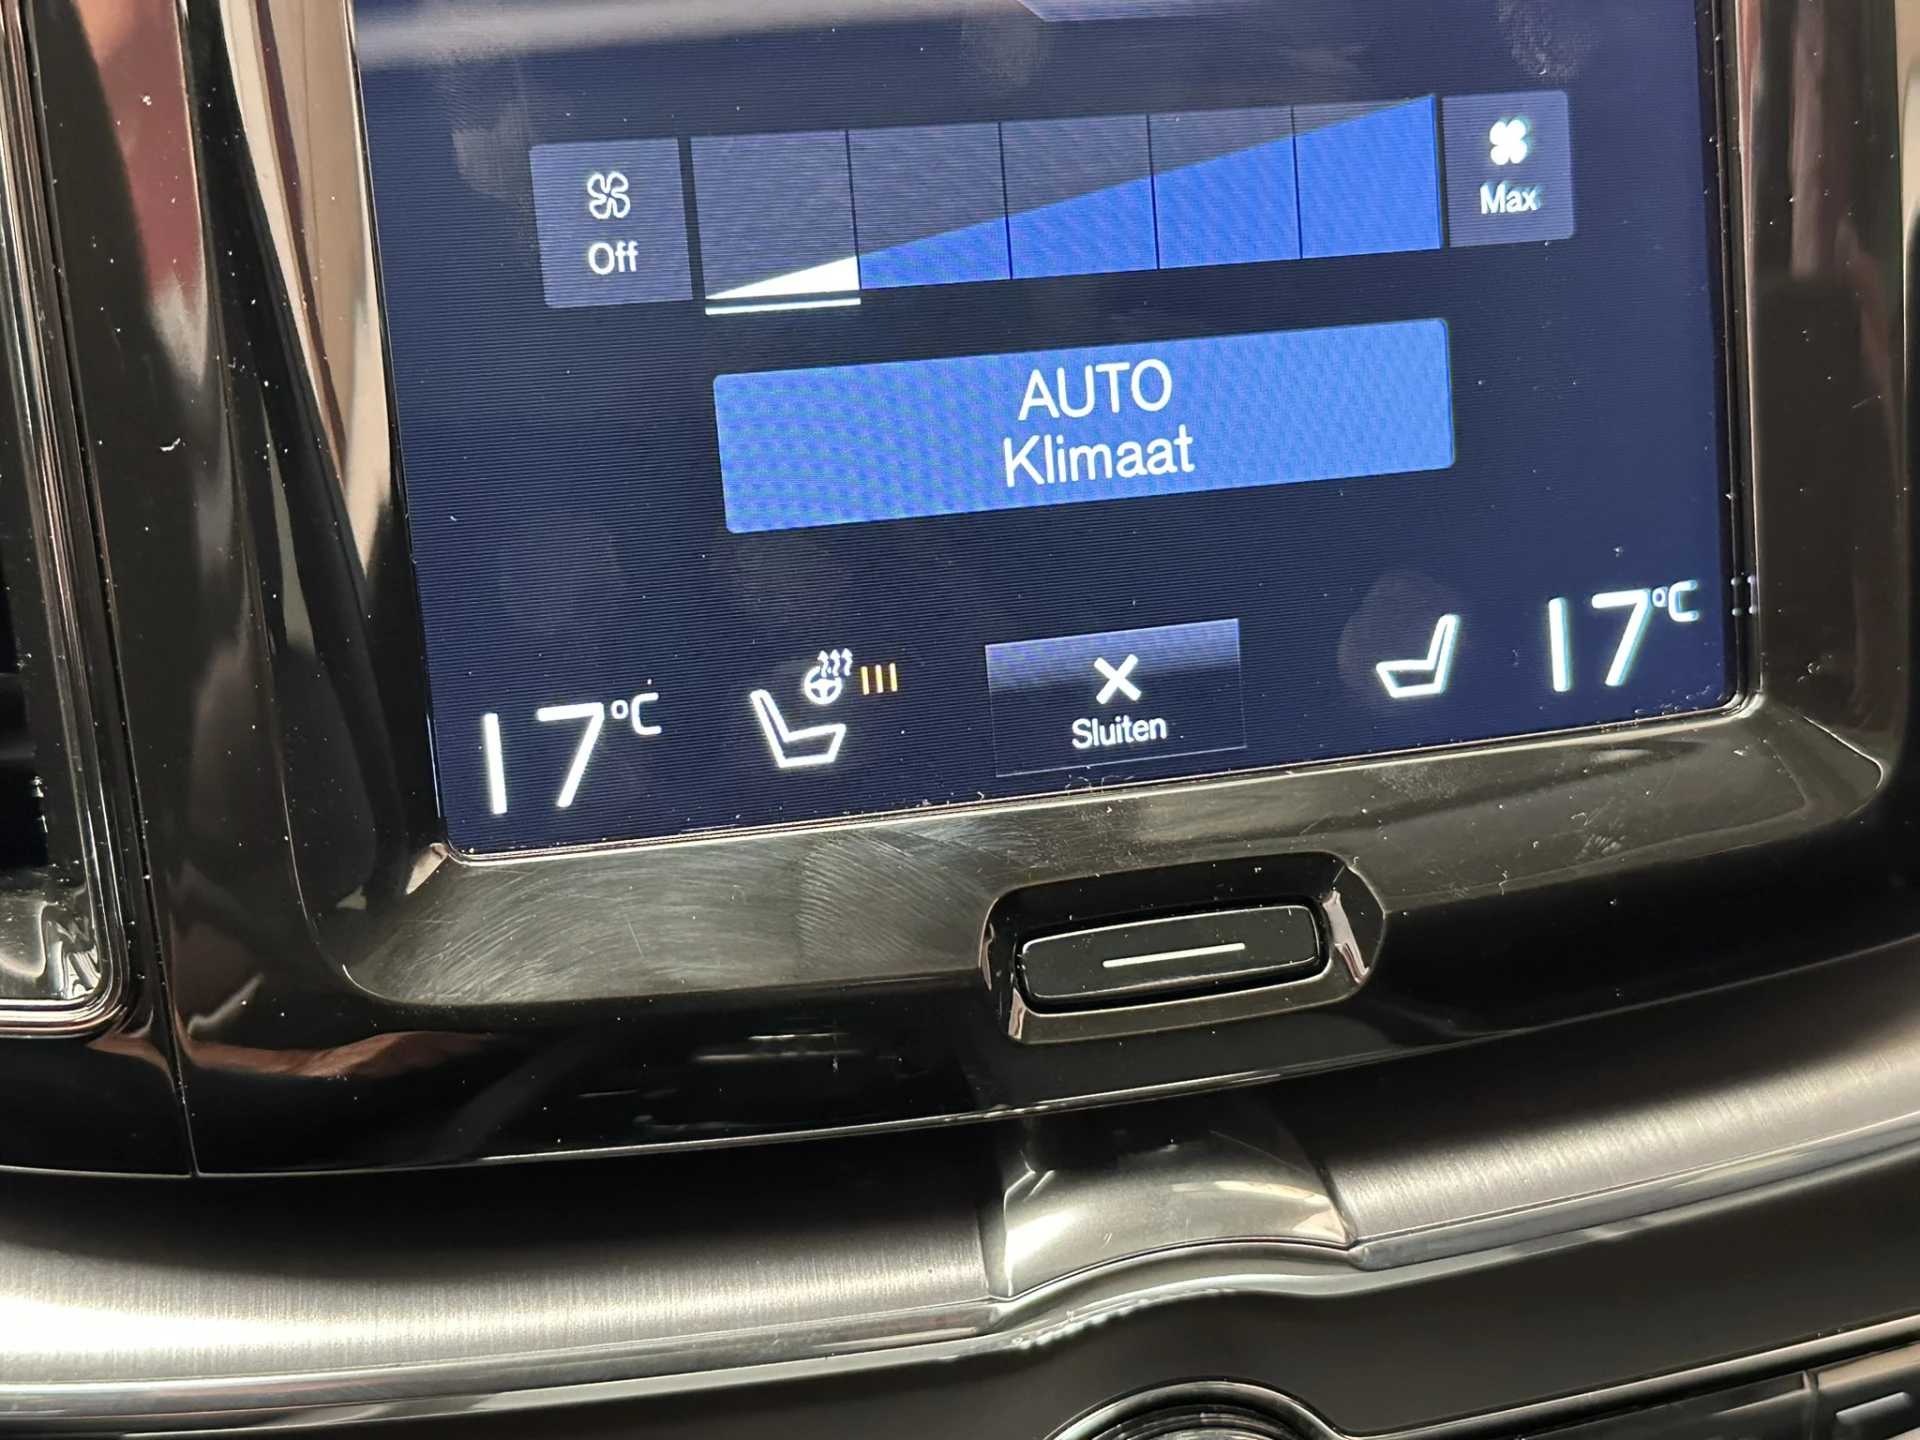 Off
Max
AUTO
Klimaat
17°C
Sluiten
17°C